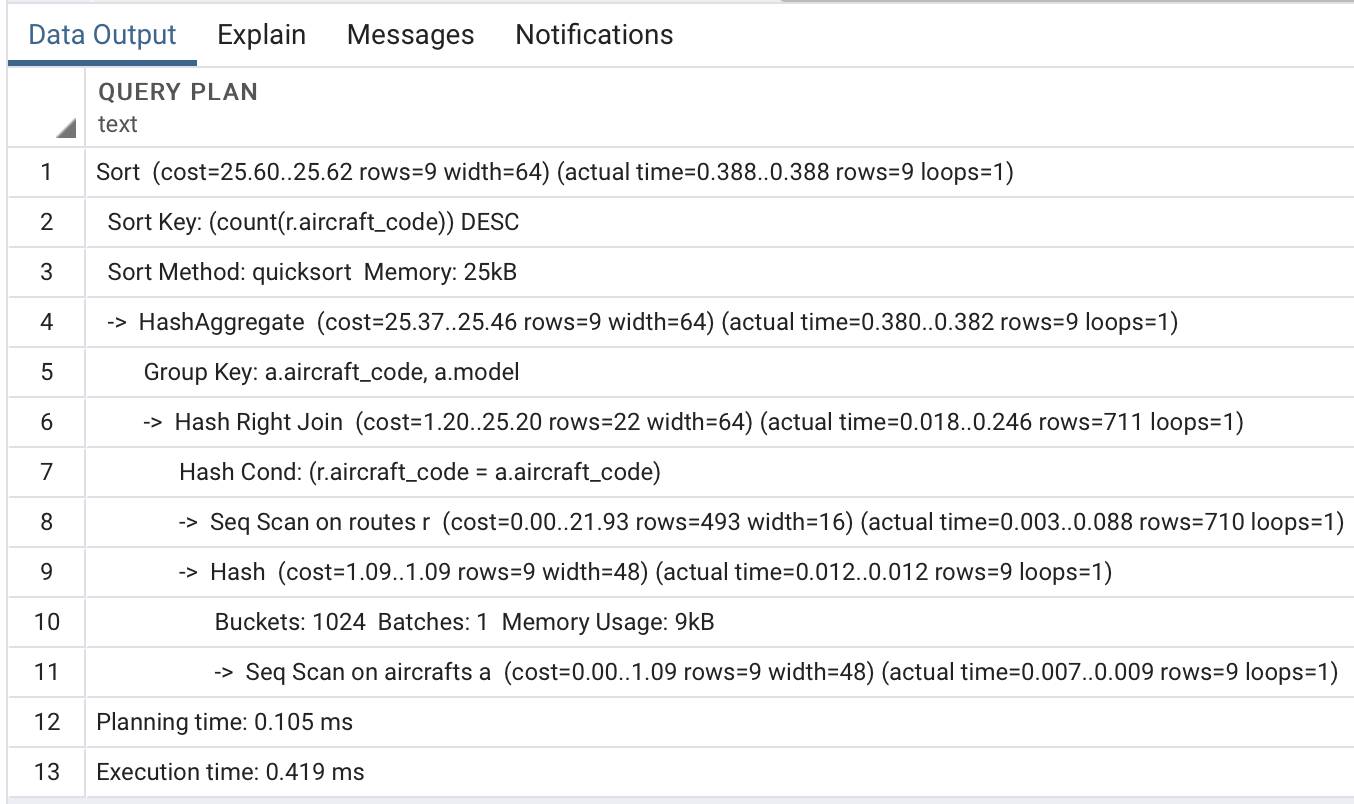 Data Output Explain Messages Notifications
QUERY PLAN
text
1 Sort (cost=25.60..25.62 rows=9 width=64) (actual time=0.388..0.388 rows=9 loops=1)
2 Sort Key: (count(r.aircraft_code)) DESC
3 Sort Method: quicksort Memory: 25kB
4 -> HashAggregate (cost=25.37..25.46 rows=9 width=64) (actual time=0.380..0.382 rows=9 loops=1)
5 Group Key: a.aircraft_code, a.model
6 -> Hash Right Join (cost=1.20..25.20 rows=22 width=64) (actual time=0.018..0.246 rows=711 loops=1)
7 Hash Cond: (r.aircraft_code = a.aircraft_code)
8 -> Seq Scan on routes r (cost=0.00..21.93 rows=493 width=16) (actual time=0.003..0.088 rows=710 loops=1)
9 -> Hash (cost=1.09..1.09 rows=9 width=48) (actual time=0.012..0.012 rows=9 loops=1)
10 Buckets: 1024 Batches: 1 Memory Usage: 9kB
11 -> Seq Scan on aircrafts a (cost=0.00..1.09 rows=9 width=48) (actual time=0.007..0.009 rows=9 loops=1)
12 Planning time: 0.105 ms
13 Execution time: 0.419 ms